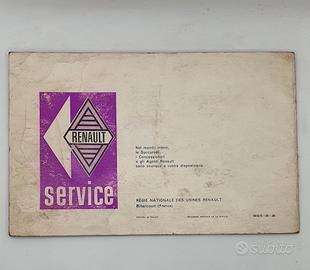 RENAULT
service
Nel mondo intero,
le Succursali,
i Concessionari
e gli Agenti Renault
sono ovunque a vostra disposizione.
RÉGIE NATIONALE DES USINES RENAULT
Billancourt (France)
subito